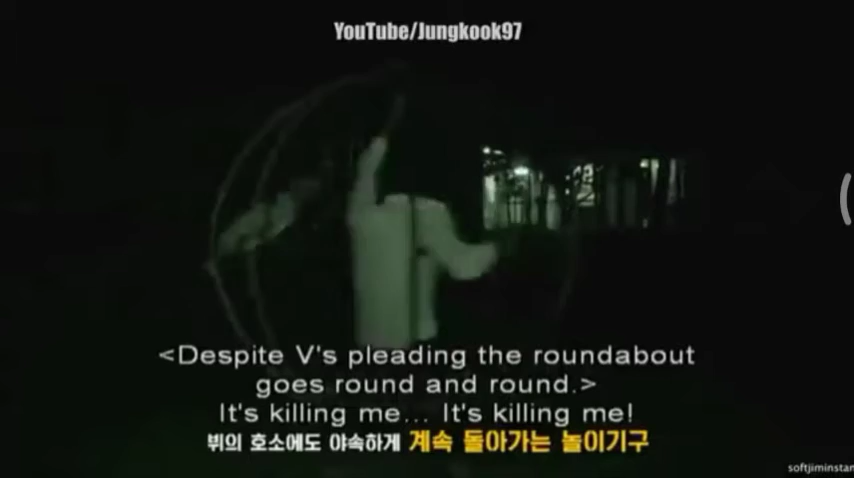 YouTube/Jungkook97
<Despite V's pleading the roundabout
goes round and round.>
It's killing me... It's killing me!
뷔의 호소에도 야속하게 계속 돌아가는 놀이기구
softjiminstan